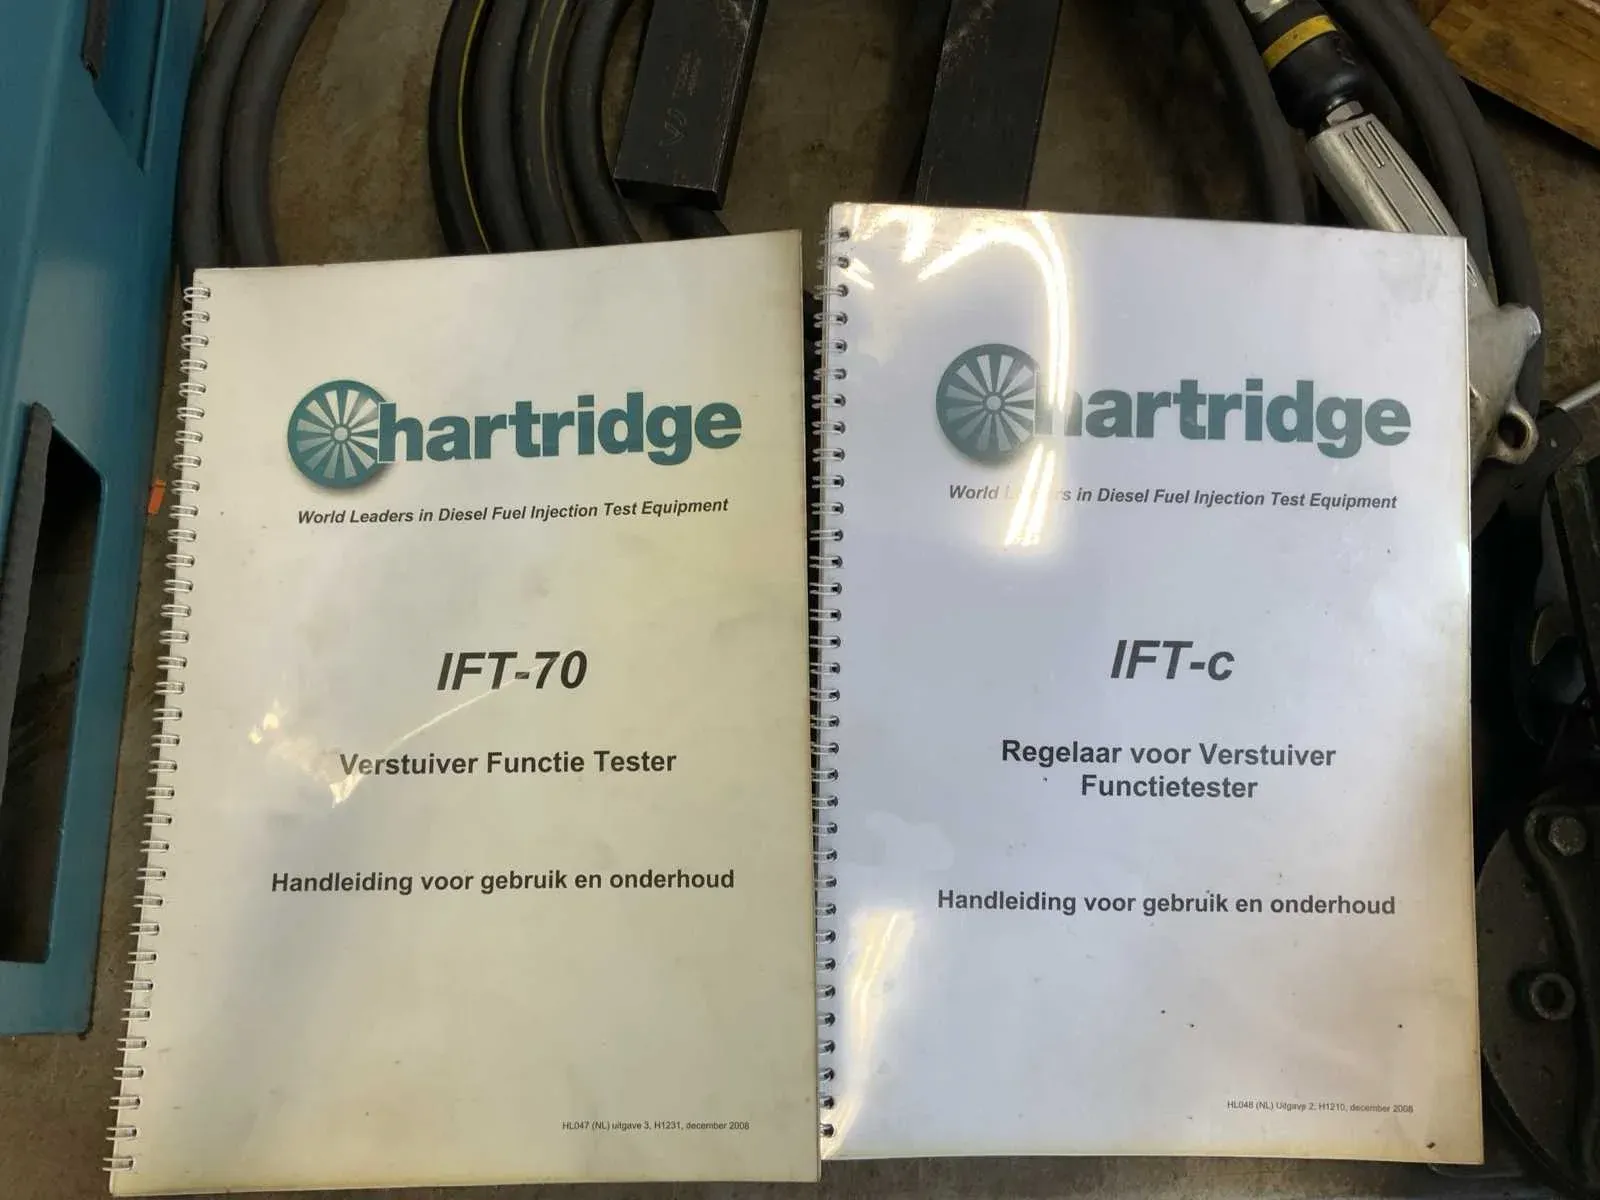 hartridge
World Leaders in Diesel Fuel Injection Test Equipment
IFT-70
Verstuiver Functie Tester
Handleiding voor gebruik en onderhoud
HL047 (NL) uitgave 3, H1231, december 2008
hartridge
World Leaders in Diesel Fuel Injection Test Equipment
IFT-c
Regelaar voor Verstuiver
Functietester
Handleiding voor gebruik en onderhoud
HL048 (NL) Uitgave 2, H1210, december 2008